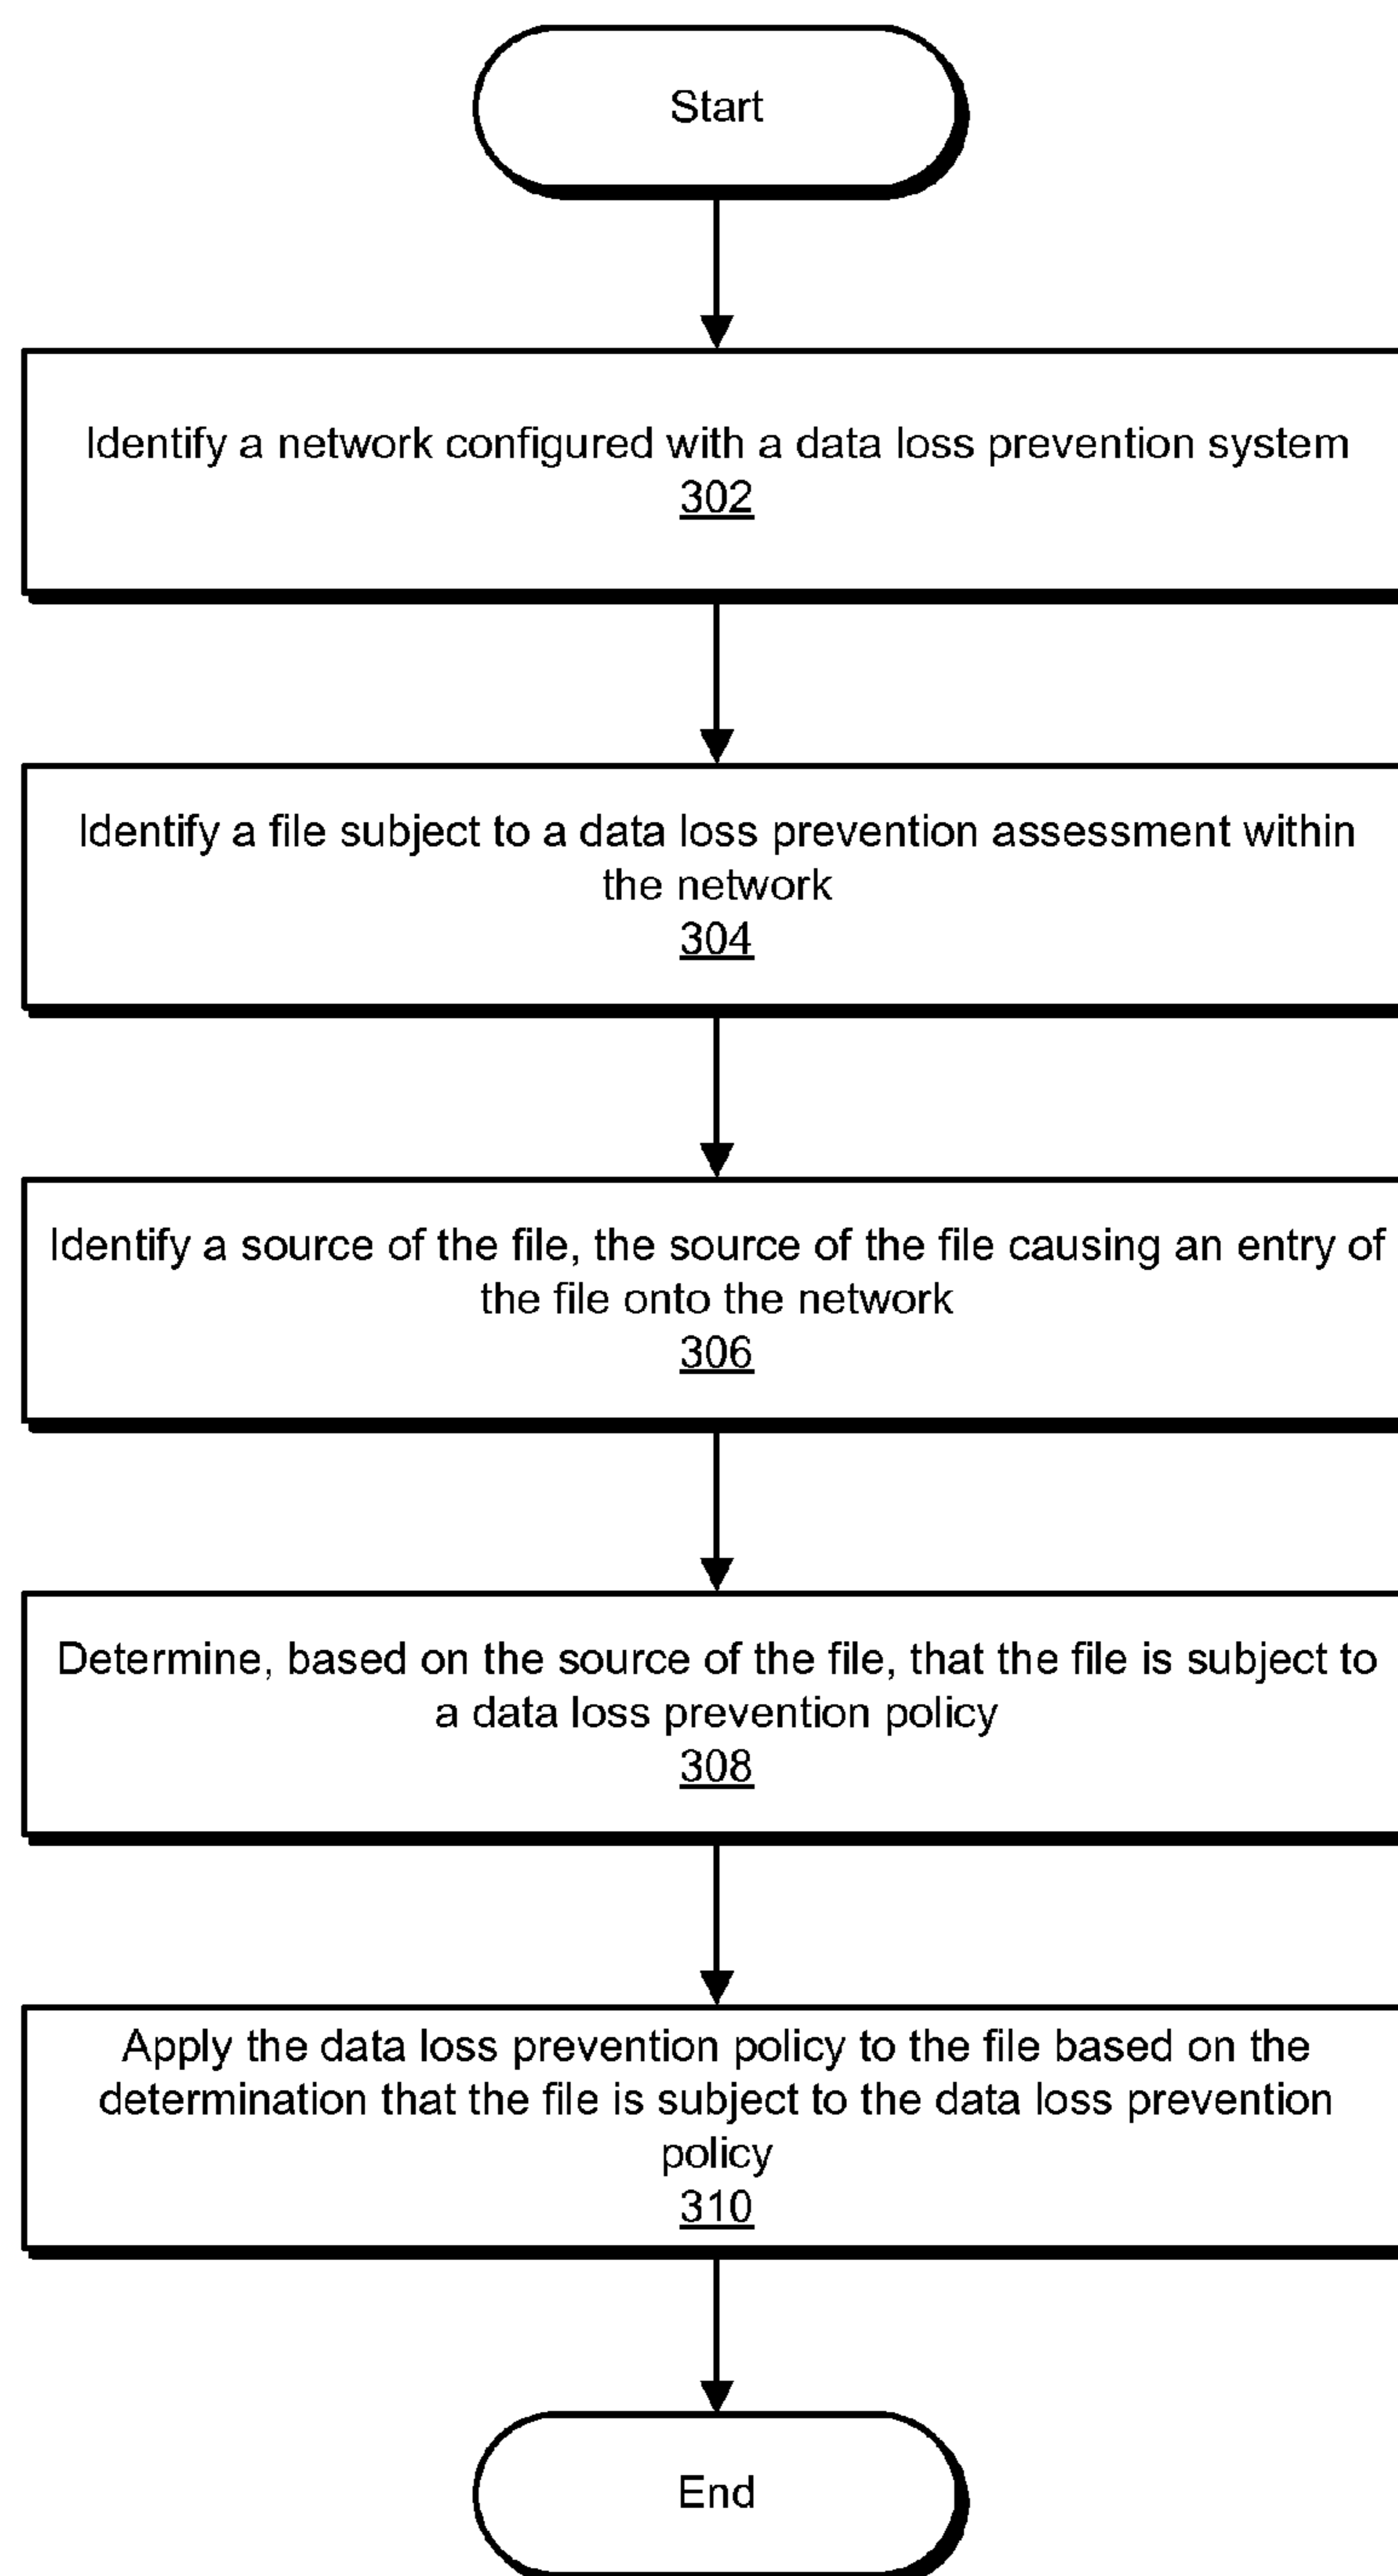 Start
Identify a network configured with a data loss prevention system
302
Identify a file subject to a data loss prevention assessment within
the network
304
Identify a source of the file, the source of the file causing an entry of
the file onto the network
306
Determine, based on the source of the file, that the file is subject to
a data loss prevention policy
308
Apply the data loss prevention policy to the file based on the
determination that the file is subject to the data loss prevention
policy
310
End